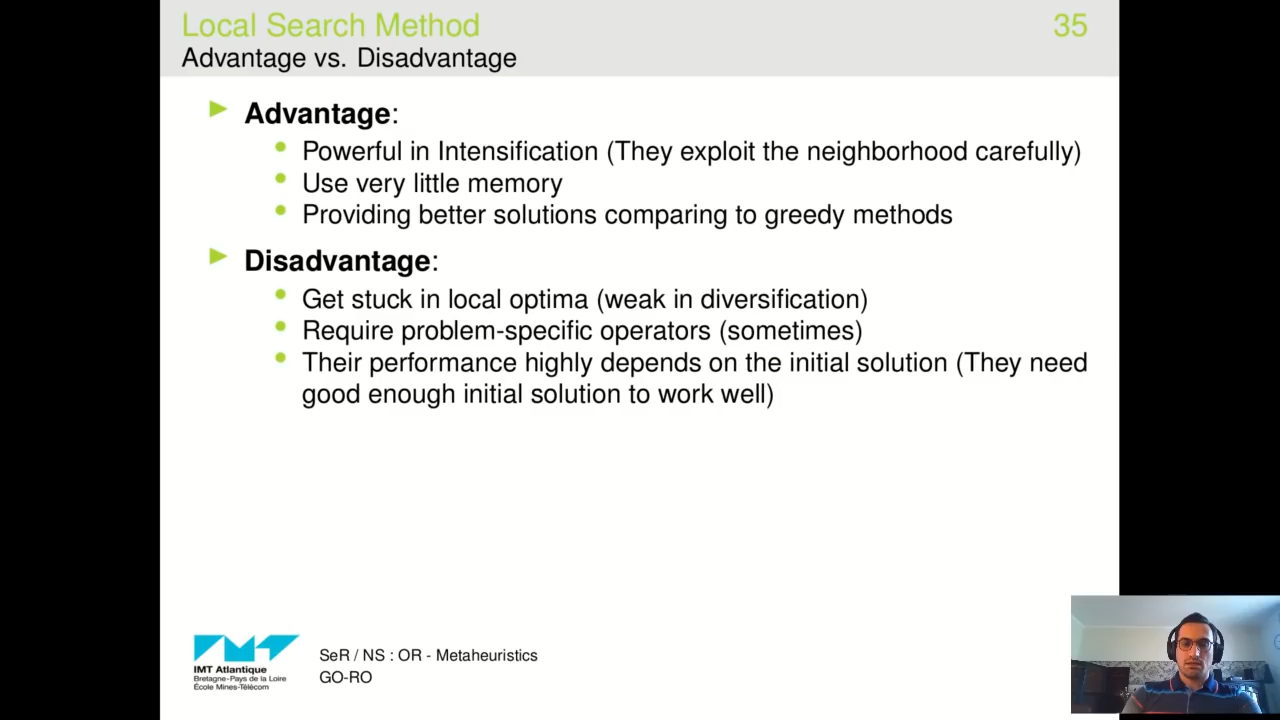 Local Search Method
35
Advantage vs. Disadvantage
Advantage:
Powerful in Intensification (They exploit the neighborhood carefully)
Use very little memory
Providing better solutions comparing to greedy methods
Disadvantage:
Get stuck in local optima (weak in diversification)
Require problem-specific operators (sometimes)
Their performance highly depends on the initial solution (They need
good enough initial solution to work well)
IMT Atlantique
Bretagne-Pays de la Loire
École Mines-Télécom
SeR / NS : OR - Metaheuristics
GO-RO